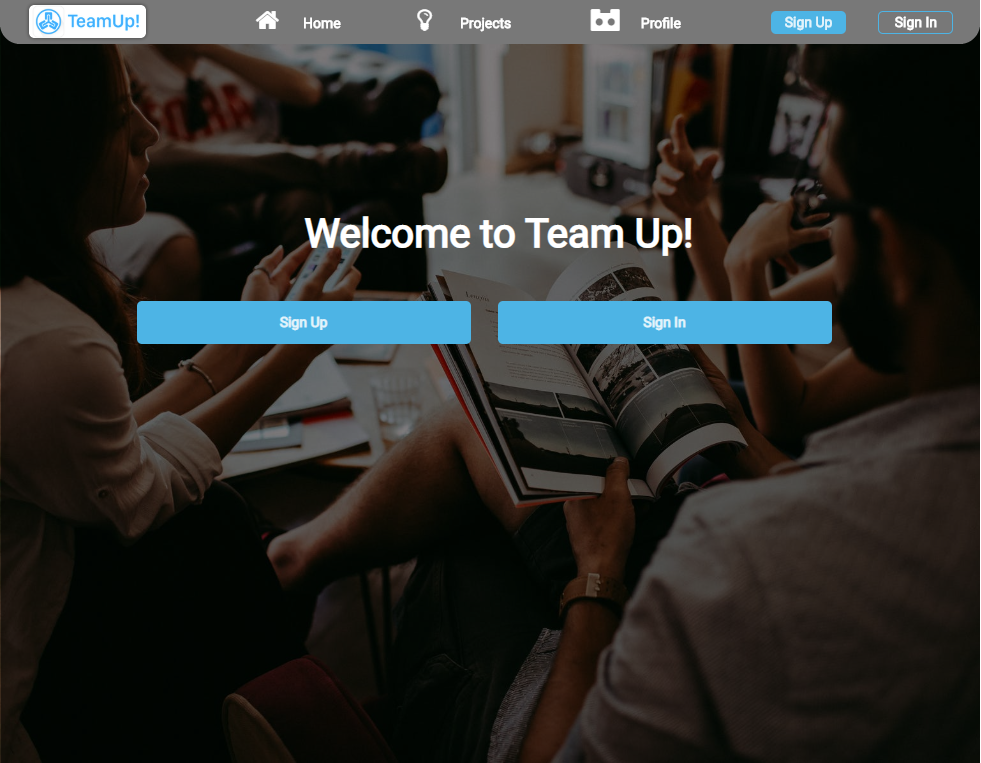 TeamUp!
Home
Projects
Profile
Sign Up
Sign In
Welcome to Team Up!
Sign Up
Sign In